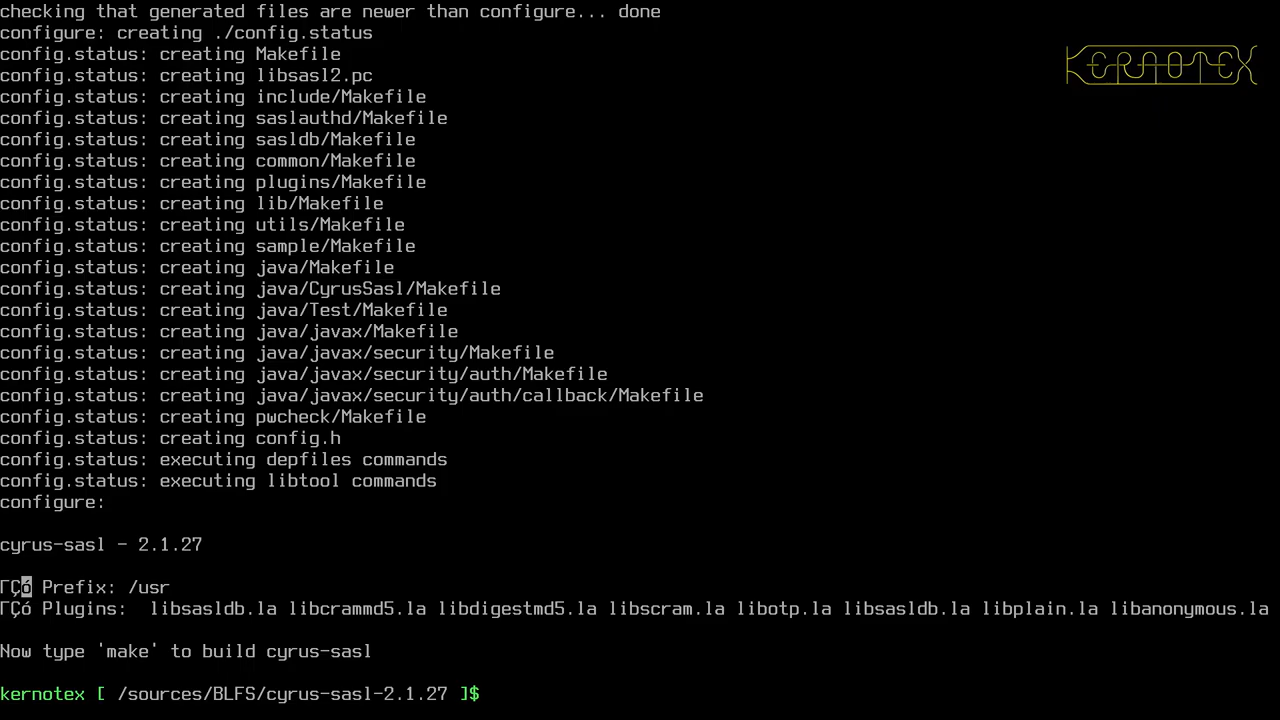 checking that generated files are newer than configure... done
configure: creating ./config.status
config.status: creating Makefile
config.status: creating libsasl2.pc
config.status: creating include/Makefile
config.status: creating saslauthd/Makefile
config.status: creating sasldb/Makefile
config.status: creating common/Makefile
config.status: creating plugins/Makefile
config.status: creating lib/Makefile
config.status: creating utils/Makefile
config.status: creating sample/Makefile
config.status: creating java/Makefile
config.status: creating java/CyrusSasl/Makefile
config.status: creating java/Test/Makefile
config.status: creating java/javax/Makefile
config.status: creating java/javax/security/Makefile
config.status: creating java/javax/security/auth/Makefile
config.status: creating java/javax/security/auth/callback/Makefile
config.status: creating pwcheck/Makefile
config.status: creating config.h
config.status: executing depfiles commands
config.status: executing libtool commands
configure:
cyrus-sasl - 2.1.27
ΓÇó Prefix: /usr
ΓÇó Plugins:  libsasldb.la libcrammd5.la libdigestmd5.la libscram.la libotp.la libsasldb.la libplain.la libanonymous.la
Now type 'make' to build cyrus-sasl
kernotex [ /sources/BLFS/cyrus-sasl-2.1.27 ]$
KERNOTEX